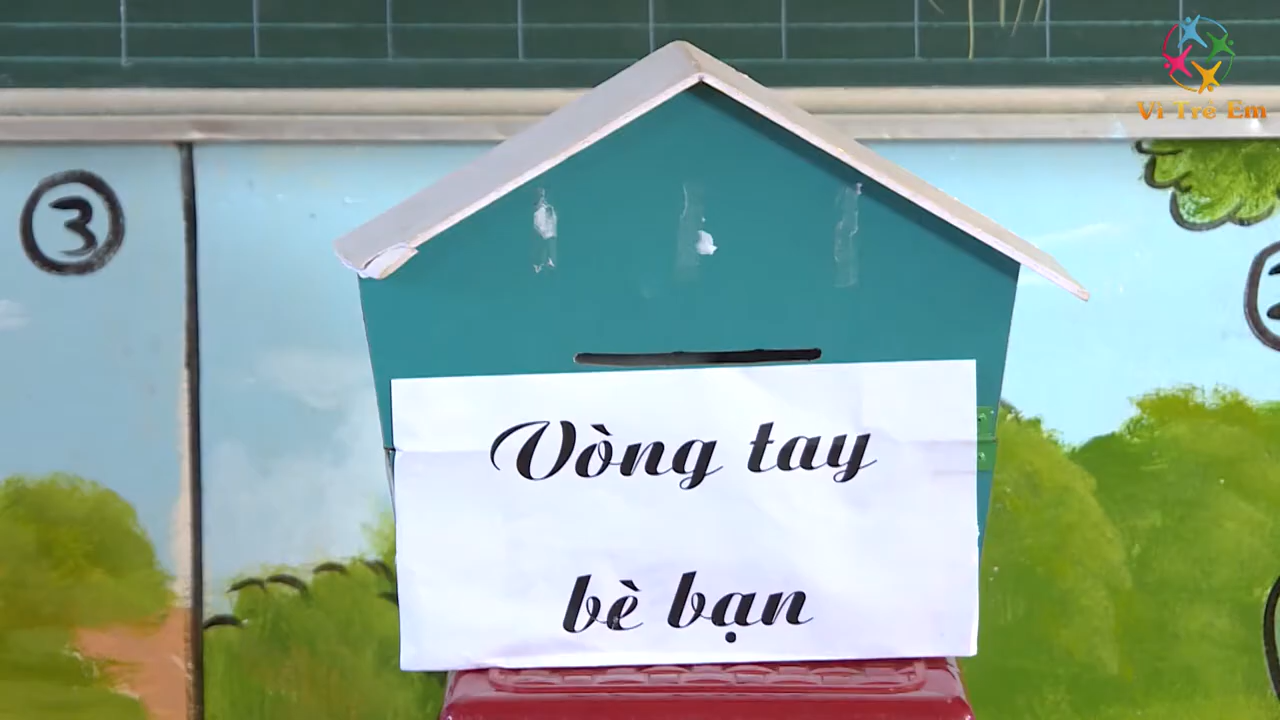 Vì Trẻ Em
3
Vòng tay
bè bạn